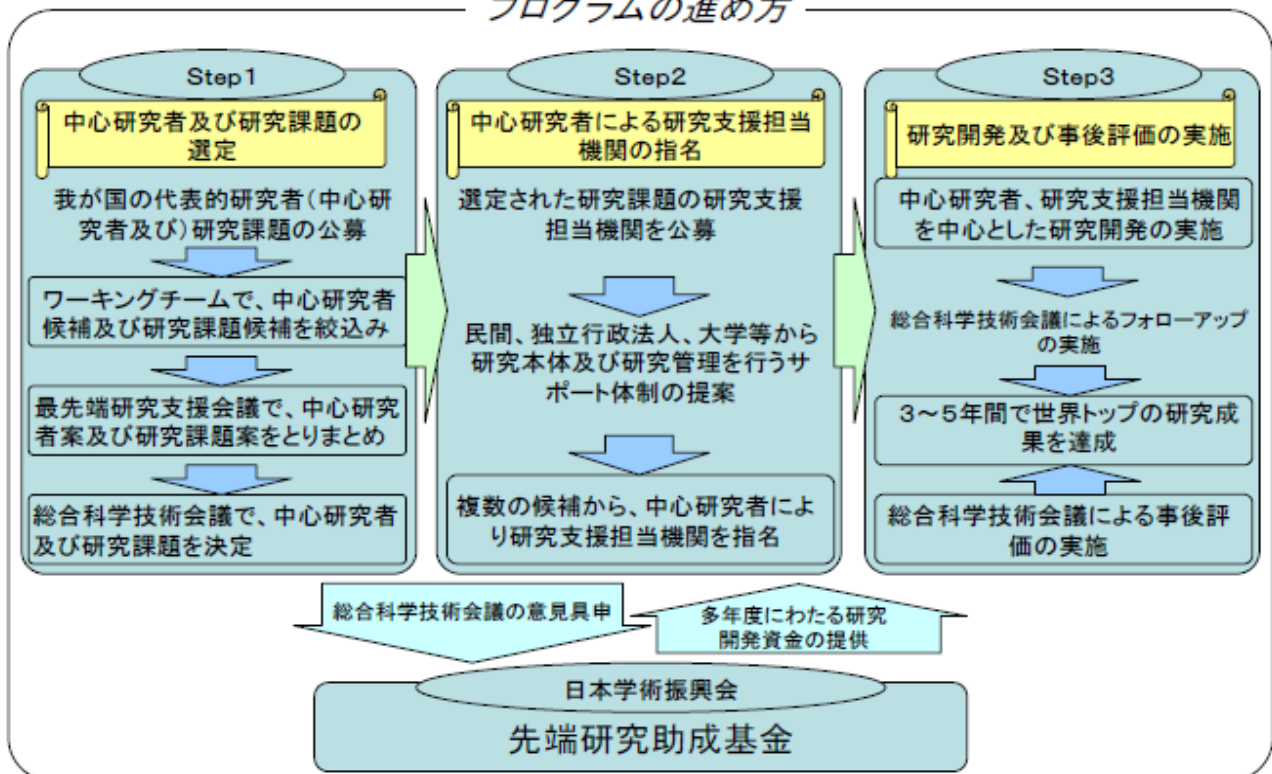 プログラムの進め方
Step1
中心研究者及び研究課題の
選定
我が国の代表的研究者(中心研
究者及び)研究課題の公募
ワーキングチームで、中心研究者
候補及び研究課題候補を絞込み
最先端研究支援会議で、中心研究
者案及び研究課題案をとりまとめ
総合科学技術会議で、中心研究者
及び研究課題を決定
Step2
中心研究者による研究支援担当
機関の指名
選定された研究課題の研究支援
担当機関を公募
民間、独立行政法人、大学等から
研究本体及び研究管理を行うサ
ポート体制の提案
複数の候補から、中心研究者によ
り研究支援担当機関を指名
Step3
研究開発及び事後評価の実施
中心研究者、研究支援担当機関
を中心とした研究開発の実施
総合科学技術会議によるフォローアップ
の実施
3~5年間で世界トップの研究成
果を達成
総合科学技術会議による事後評
価の実施
総合科学技術会議の意見具申
多年度にわたる研究
開発資金の提供
日本学術振興会
先端研究助成基金